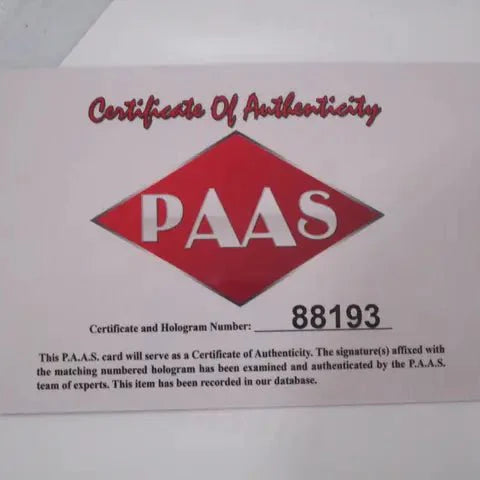 Certificate Of Authenticity
PAAS
Certificate and Hologram Number: 88193
This P.A.A.S. card will serve as a Certificate of Authenticity. The signature(s) affixed with
the matching numbered hologram has been examined and authenticated by the P.A.A.S.
team of experts. This item has been recorded in our database.